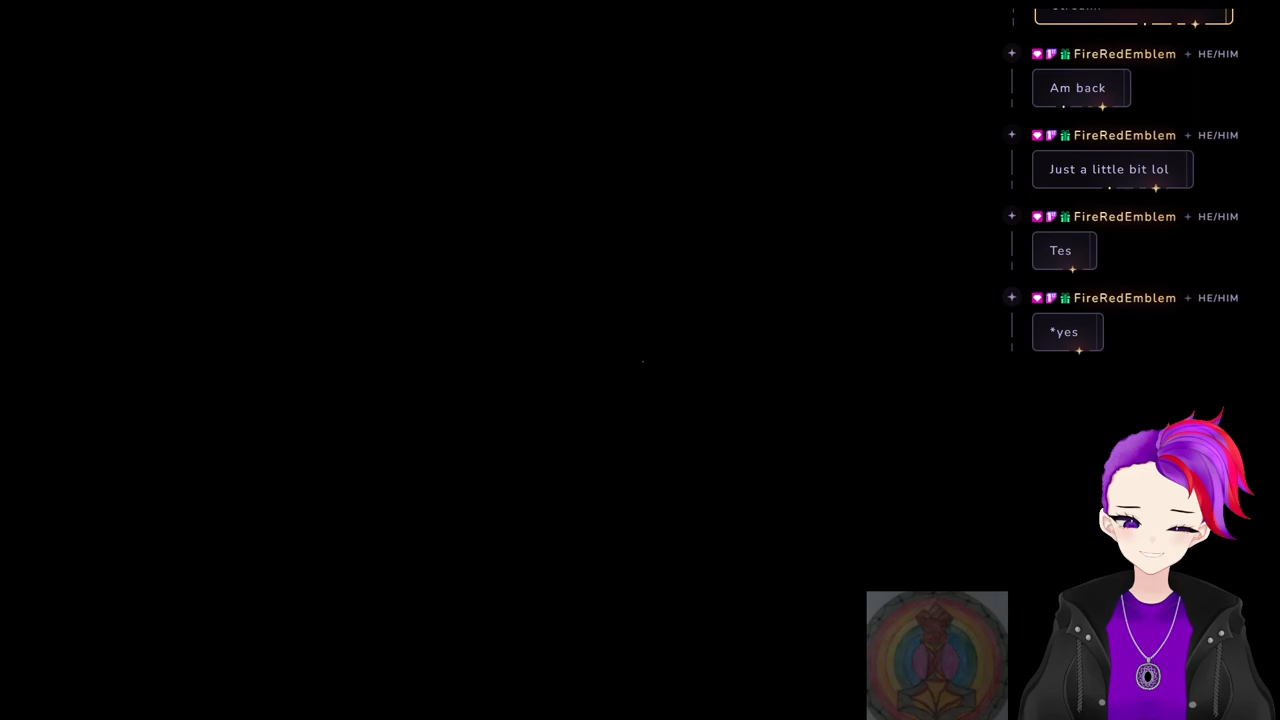 FireRedEmblem HE/HIM
Am back
FireRedEmblem HE/HIM
Just a little bit lol
FireRedEmblem HE/HIM
Tes
FireRedEmblem HE/HIM
*yes